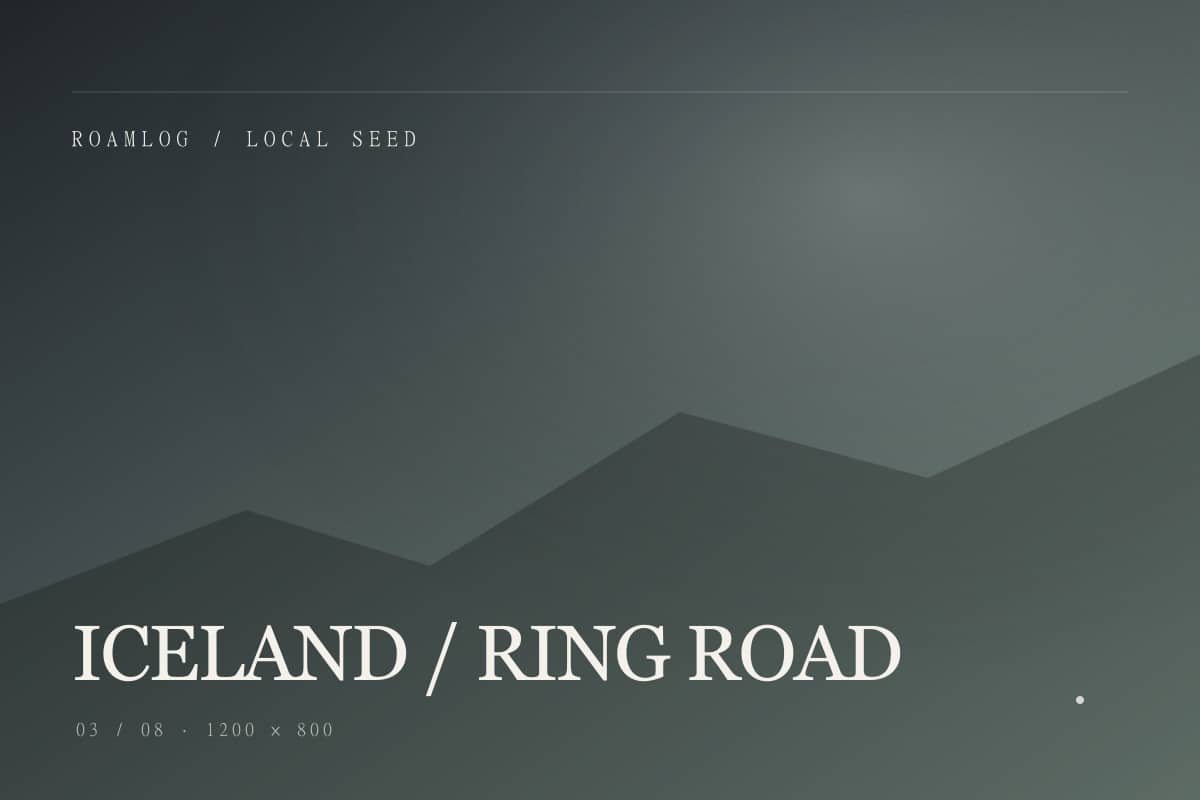 ROAMLOG / LOCAL SEED
ICELAND / RING ROAD
03 / 08 · 1200 × 800